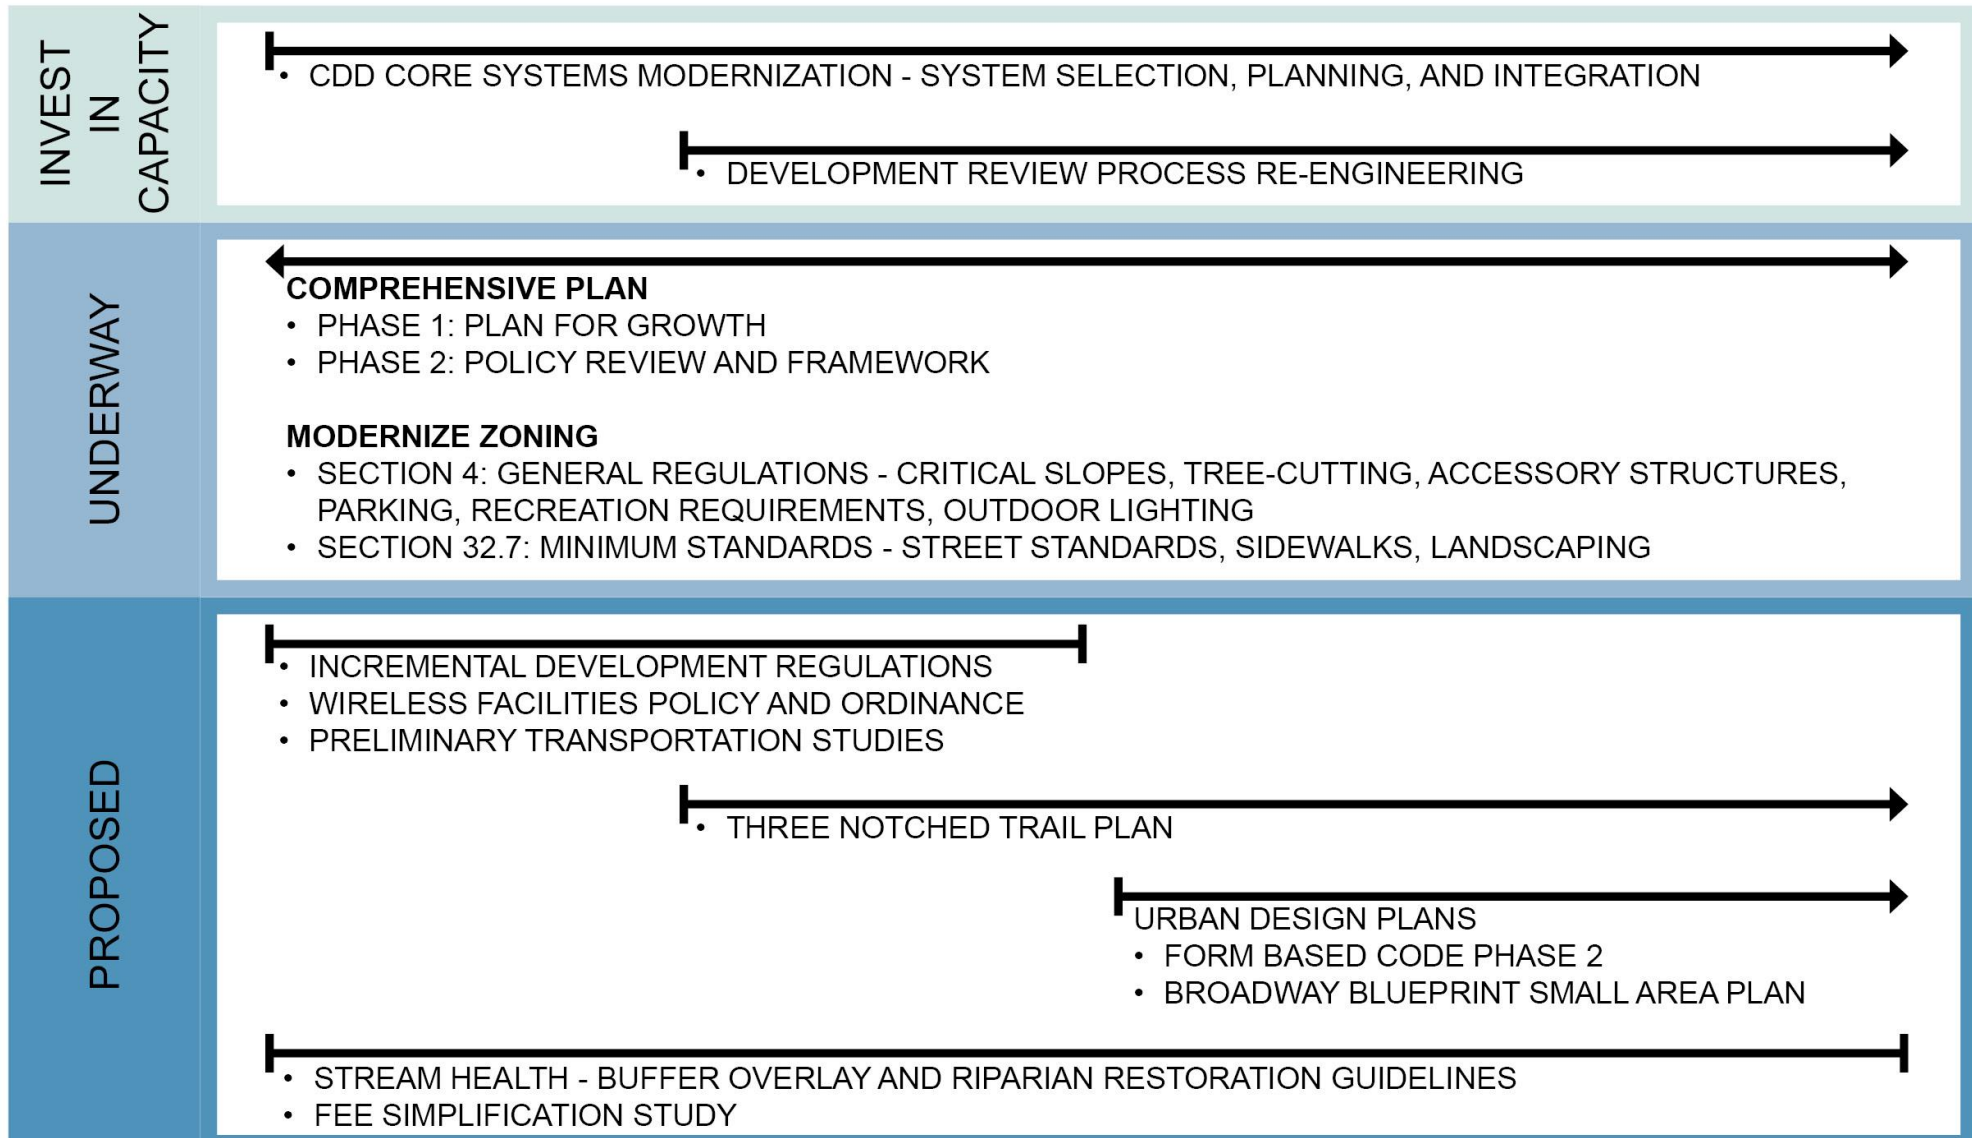 INVEST
IN
CAPACITY
• CDD CORE SYSTEMS MODERNIZATION - SYSTEM SELECTION, PLANNING, AND INTEGRATION
• DEVELOPMENT REVIEW PROCESS RE-ENGINEERING
UNDERWAY
COMPREHENSIVE PLAN
• PHASE 1: PLAN FOR GROWTH
• PHASE 2: POLICY REVIEW AND FRAMEWORK
MODERNIZE ZONING
• SECTION 4: GENERAL REGULATIONS - CRITICAL SLOPES, TREE-CUTTING, ACCESSORY STRUCTURES,
PARKING, RECREATION REQUIREMENTS, OUTDOOR LIGHTING
• SECTION 32.7: MINIMUM STANDARDS - STREET STANDARDS, SIDEWALKS, LANDSCAPING
PROPOSED
• INCREMENTAL DEVELOPMENT REGULATIONS
• WIRELESS FACILITIES POLICY AND ORDINANCE
• PRELIMINARY TRANSPORTATION STUDIES
• THREE NOTCHED TRAIL PLAN
URBAN DESIGN PLANS
• FORM BASED CODE PHASE 2
• BROADWAY BLUEPRINT SMALL AREA PLAN
• STREAM HEALTH - BUFFER OVERLAY AND RIPARIAN RESTORATION GUIDELINES
• FEE SIMPLIFICATION STUDY